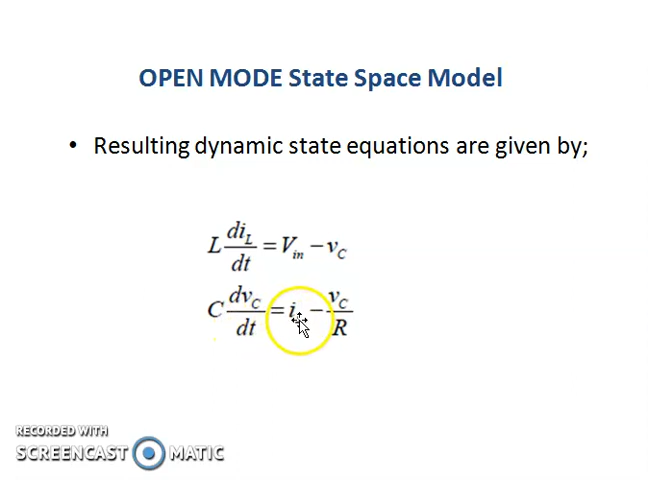 OPEN MODE State Space Model
• Resulting dynamic state equations are given by;
L di_L/dt = V_in − v_C
C dv_C/dt = i − v_C/R
RECORDED WITH
SCREENCAST MATIC